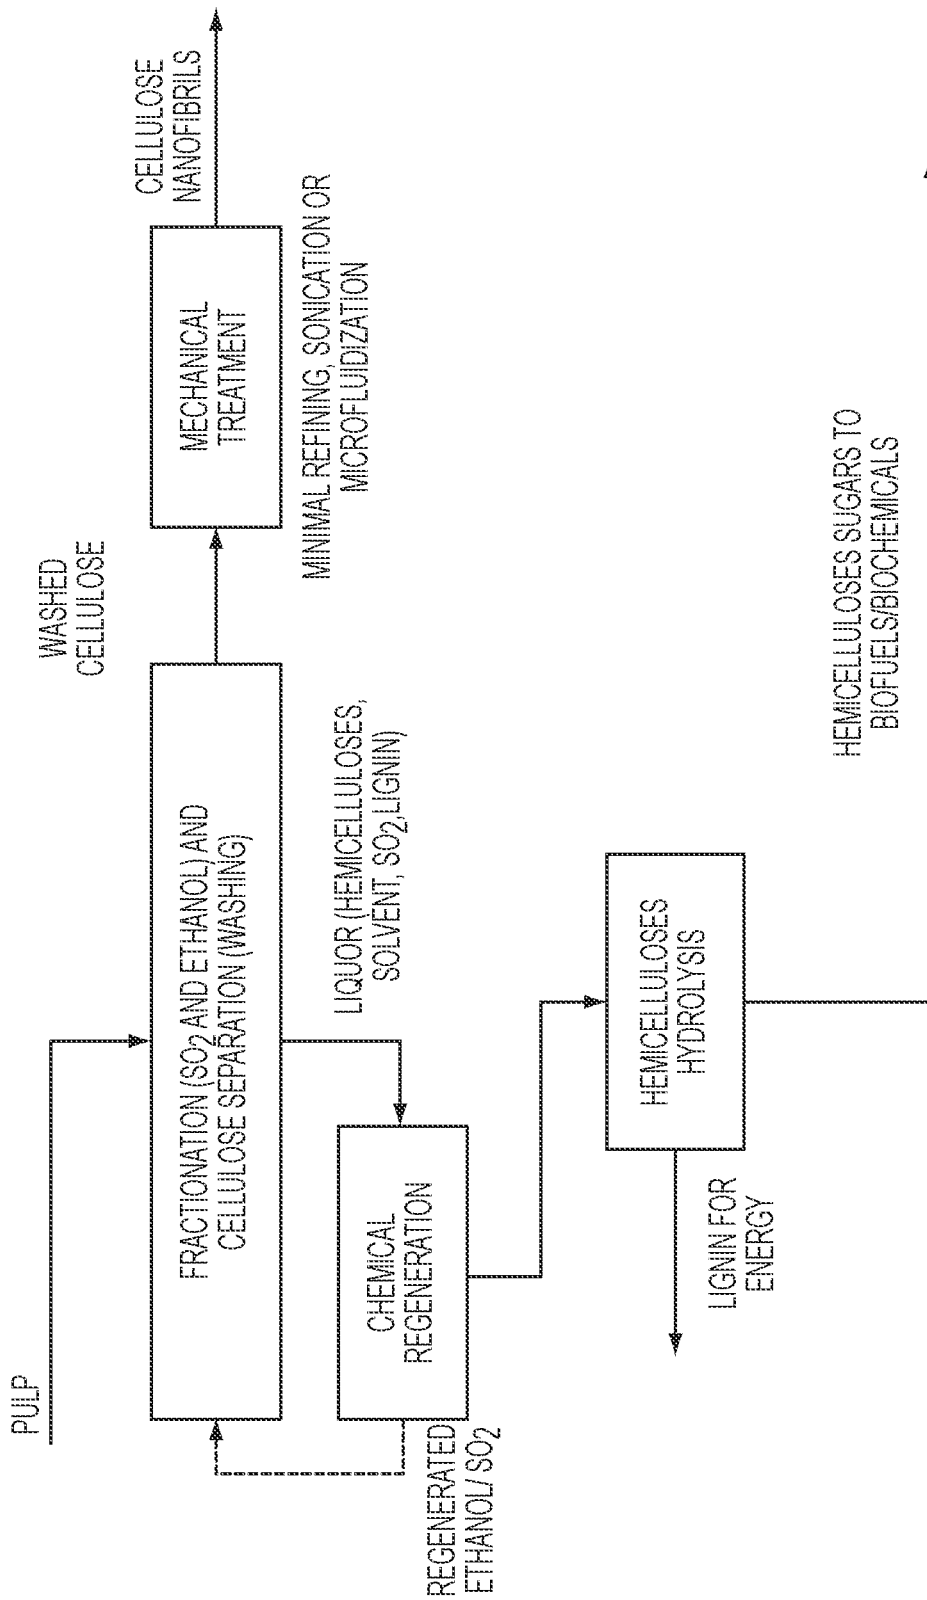 PULP
FRACTIONATION (SO2 AND ETHANOL) AND
CELLULOSE SEPARATION (WASHING)
WASHED
CELLULOSE
MECHANICAL
TREATMENT
MINIMAL REFINING, SONICATION OR
MICROFLUIDIZATION
CELLULOSE
NANOFIBRILS
LIQUOR (HEMICELLULOSES,
SOLVENT, SO2,LIGNIN)
CHEMICAL
REGENERATION
REGENERATED
ETHANOL/ SO2
HEMICELLULOSES
HYDROLYSIS
LIGNIN FOR
ENERGY
HEMICELLULOSES SUGARS TO
BIOFUELS/BIOCHEMICALS